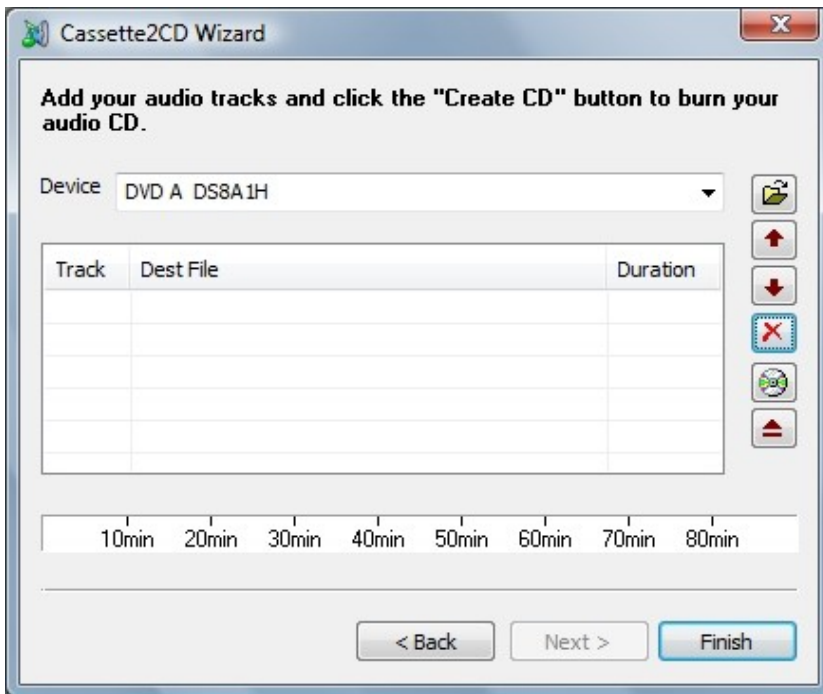 Cassette2CD Wizard
Add your audio tracks and click the "Create CD" button to burn your
audio CD.
Device DVD A DS8A1H
Track Dest File Duration
10min 20min 30min 40min 50min 60min 70min 80min
< Back Next > Finish